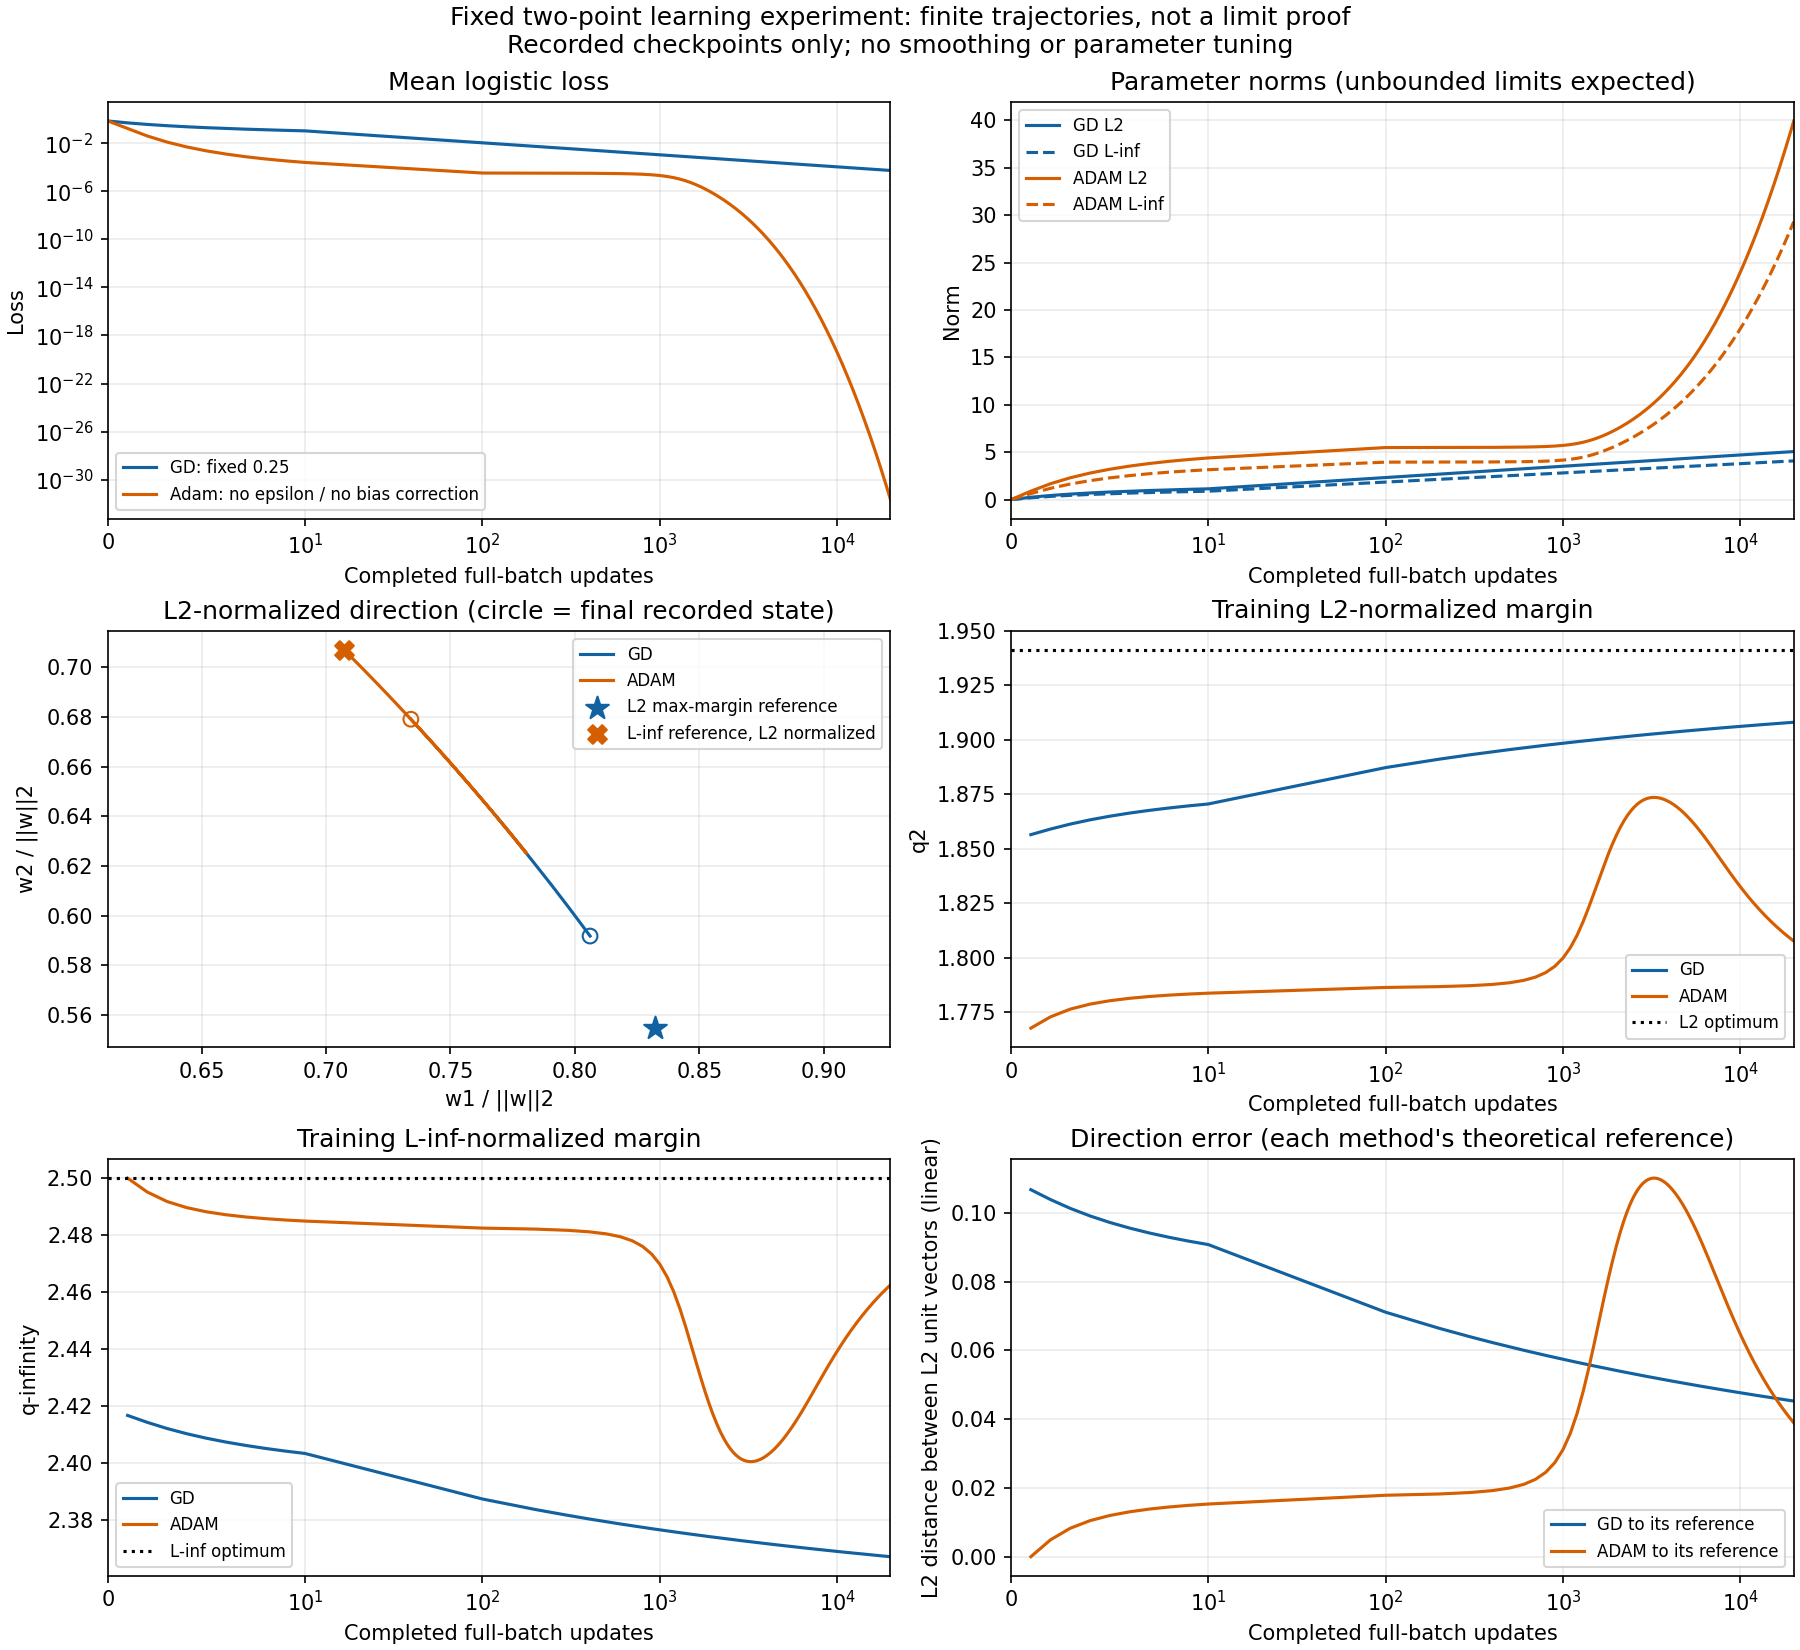 Fixed two-point learning experiment: finite trajectories, not a limit proof
Recorded checkpoints only; no smoothing or parameter tuning
Mean logistic loss
Loss
10^-2
10^-6
10^-10
10^-14
10^-18
10^-22
10^-26
10^-30
GD: fixed 0.25
Adam: no epsilon / no bias correction
0 10^1 10^2 10^3 10^4
Completed full-batch updates
Parameter norms (unbounded limits expected)
Norm
40
35
30
25
20
15
10
5
0
GD L2
GD L-inf
ADAM L2
ADAM L-inf
0 10^1 10^2 10^3 10^4
Completed full-batch updates
L2-normalized direction (circle = final recorded state)
w2 / ||w||2
0.70
0.68
0.66
0.64
0.62
0.60
0.58
0.56
GD
ADAM
L2 max-margin reference
L-inf reference, L2 normalized
0.65 0.70 0.75 0.80 0.85 0.90
w1 / ||w||2
Training L2-normalized margin
q2
1.950
1.925
1.900
1.875
1.850
1.825
1.800
1.775
GD
ADAM
L2 optimum
0 10^1 10^2 10^3 10^4
Completed full-batch updates
Training L-inf-normalized margin
q-infinity
2.50
2.48
2.46
2.44
2.42
2.40
2.38
GD
ADAM
L-inf optimum
0 10^1 10^2 10^3 10^4
Completed full-batch updates
Direction error (each method's theoretical reference)
L2 distance between L2 unit vectors (linear)
0.10
0.08
0.06
0.04
0.02
0.00
GD to its reference
ADAM to its reference
0 10^1 10^2 10^3 10^4
Completed full-batch updates